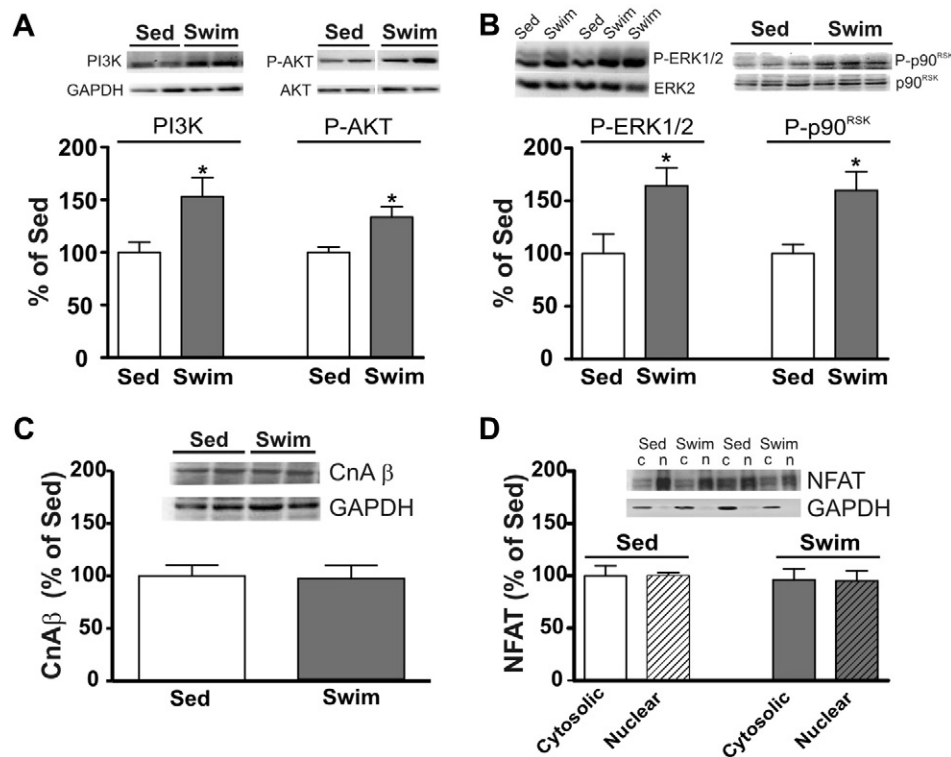 A
Sed Swim
PI3K
GAPDH
Sed Swim
P-AKT
AKT
PI3K P-AKT
% of Sed
200
150
100
50
0
* *
Sed Swim Sed Swim
B
Sed Swim Sed Swim Swim
P-ERK1/2
ERK2
Sed Swim
P-p90RSK
p90RSK
P-ERK1/2 P-p90RSK
% of Sed
200
150
100
50
0
* *
Sed Swim Sed Swim
C
Sed Swim
CnA β
GAPDH
CnAβ (% of Sed)
200
150
100
50
0
Sed Swim
D
Sed Swim Sed Swim
c n c n c n c n
NFAT
GAPDH
NFAT (% of Sed)
200
150
100
50
0
Sed Swim
Cytosolic Nuclear Cytosolic Nuclear